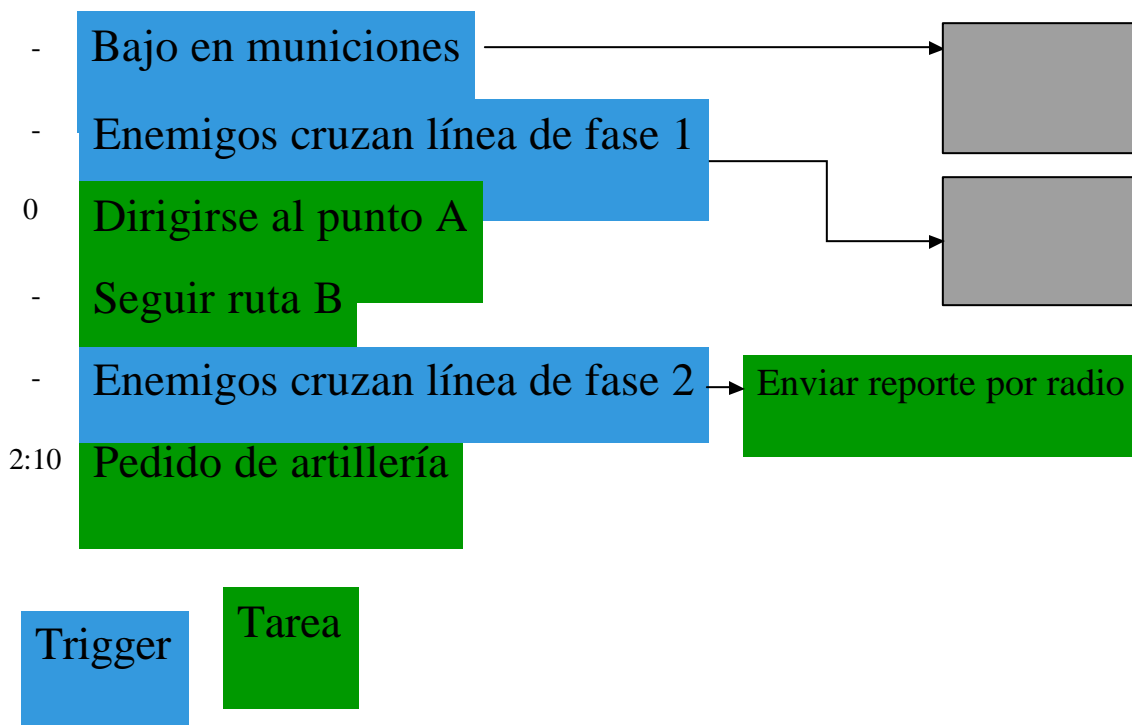 - Bajo en municiones
- Enemigos cruzan línea de fase 1
0 Dirigirse al punto A
- Seguir ruta B
- Enemigos cruzan línea de fase 2
Enviar reporte por radio
2:10 Pedido de artillería
Trigger
Tarea